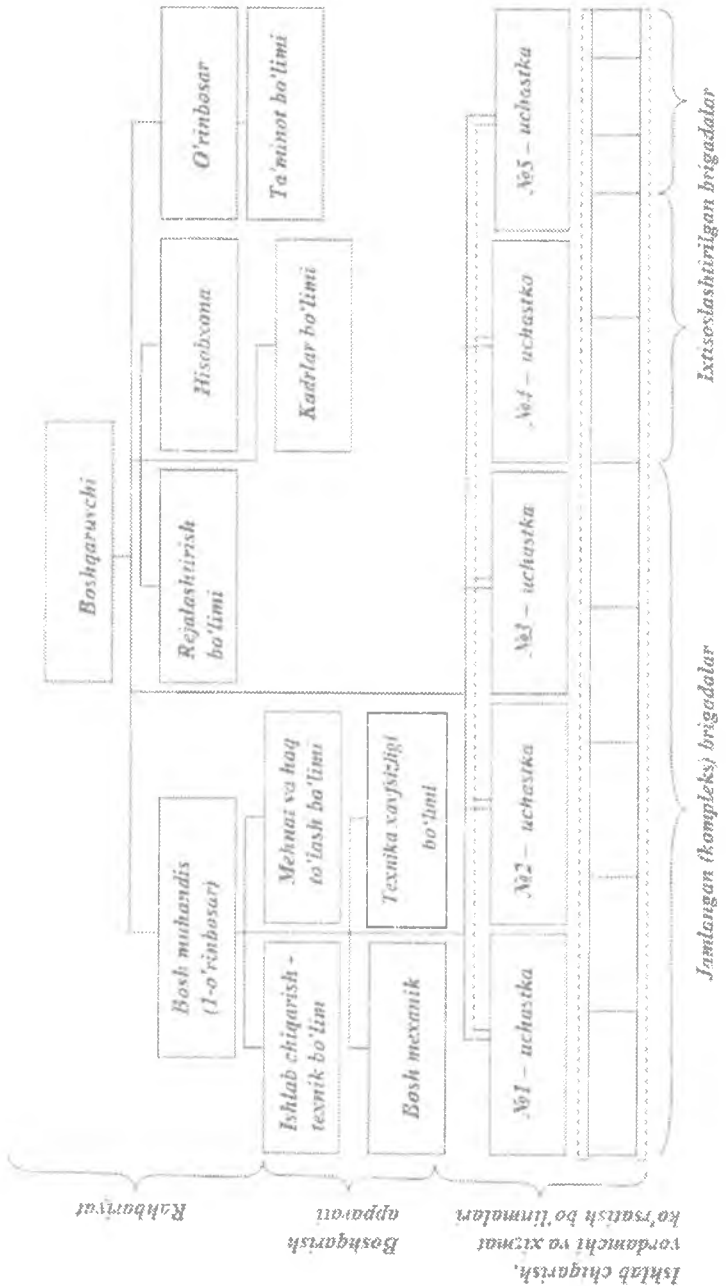 Boshqaruvchi
Bosh muhandis
(1-o'rinbosar)
Rejalashtirish
bo'limi
Hisobxona
O'rinbosar
Ishlab chiqarish -
texnik bo'lim
Mehnat va haq
to'lash bo'limi
Kadrlar bo'limi
Ta'minot bo'limi
Bosh mexanik
Texnika xavfsizligi
bo'limi
№1 – uchastka
№2 – uchastka
№3 – uchastka
№4 – uchastka
№5 – uchastka
Rahbariyat
Boshqarish
apparati
Ishlab chiqarish,
yordamchi va xizmat
ko'rsatish bo'linmalari
Jamlangan (kompleks) brigadalar
Ixtisoslashtirilgan brigadalar